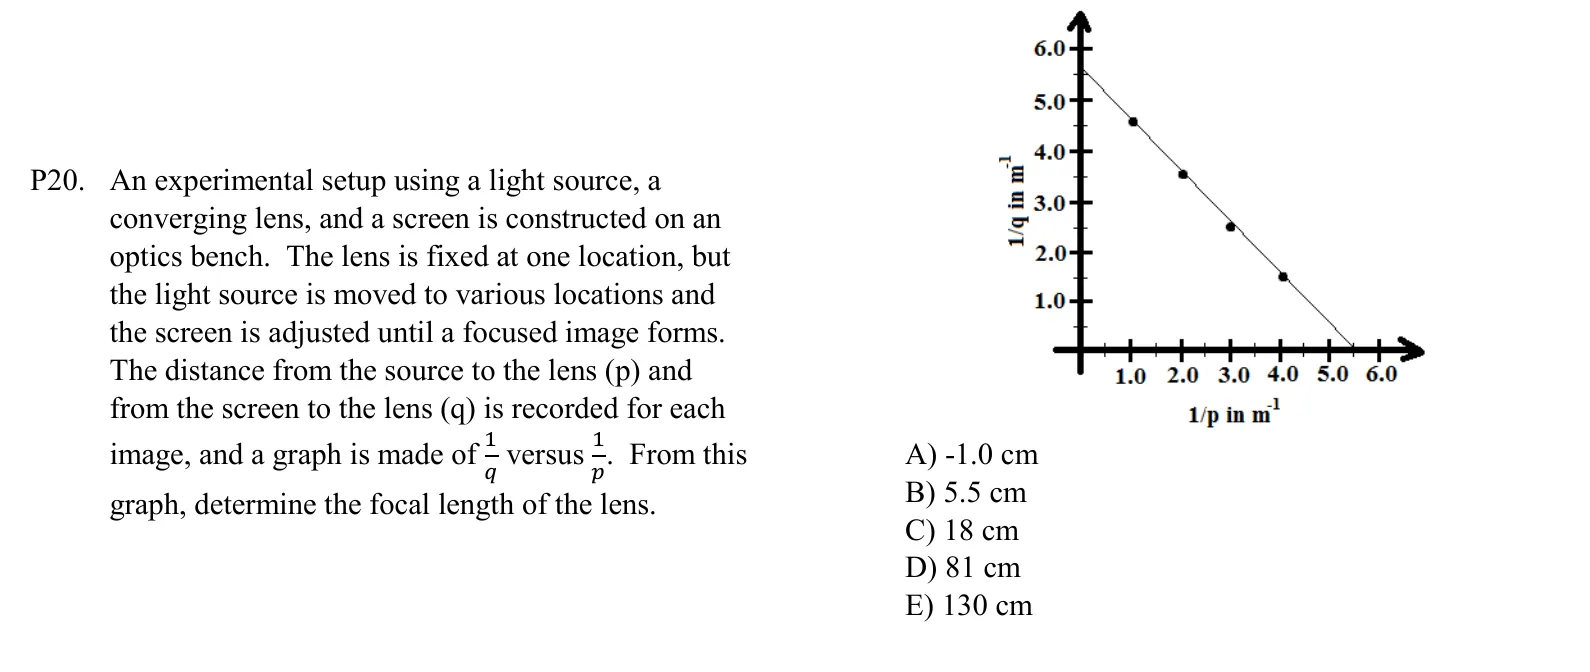 P20. An experimental setup using a light source, a
converging lens, and a screen is constructed on an
optics bench. The lens is fixed at one location, but
the light source is moved to various locations and
the screen is adjusted until a focused image forms.
The distance from the source to the lens (p) and
from the screen to the lens (q) is recorded for each
image, and a graph is made of 1/q versus 1/p. From this
graph, determine the focal length of the lens.
6.0
5.0
4.0
3.0
2.0
1.0
1/q in m⁻¹
1.0 2.0 3.0 4.0 5.0 6.0
1/p in m⁻¹
A) -1.0 cm
B) 5.5 cm
C) 18 cm
D) 81 cm
E) 130 cm